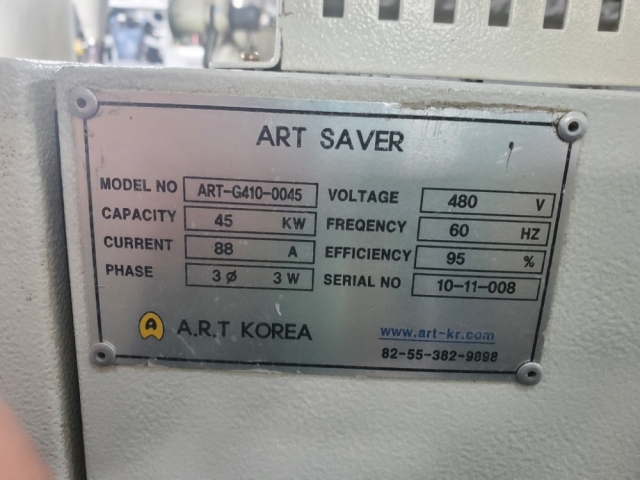 ART SAVER
MODEL NO ART-G410-0045 VOLTAGE 480 V
CAPACITY 45 KW FREQENCY 60 HZ
CURRENT 88 A EFFICIENCY 95 %
PHASE 3 Ø 3 W SERIAL NO 10-11-008
A A.R.T KOREA www.art-kr.com
82-55-382-9898